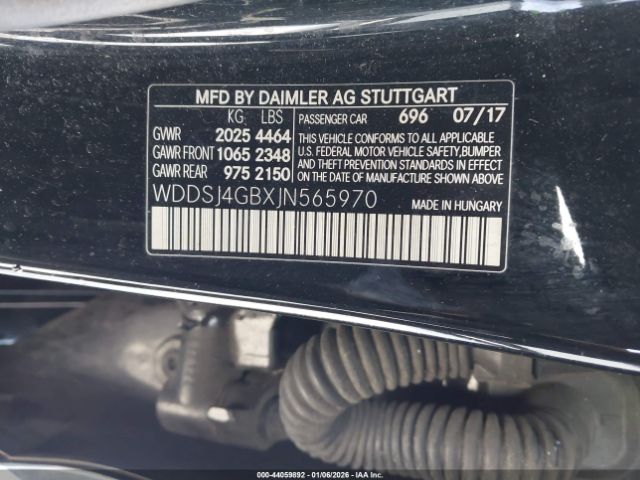 MFD BY DAIMLER AG STUTTGART
KG LBS PASSENGER CAR 696 07/17
GVWR 2025 4464
GAWR FRONT 1065 2348
GAWR REAR 975 2150
THIS VEHICLE CONFORMS TO ALL APPLICABLE
U.S. FEDERAL MOTOR VEHICLE SAFETY, BUMPER
AND THEFT PREVENTION STANDARDS IN EFFECT
ON THE DATE OF MANUFACTURE SHOWN ABOVE
WDDSJ4GBXJN565970 MADE IN HUNGARY
000-44059892 - 01/06/2026 - IAAI.CA